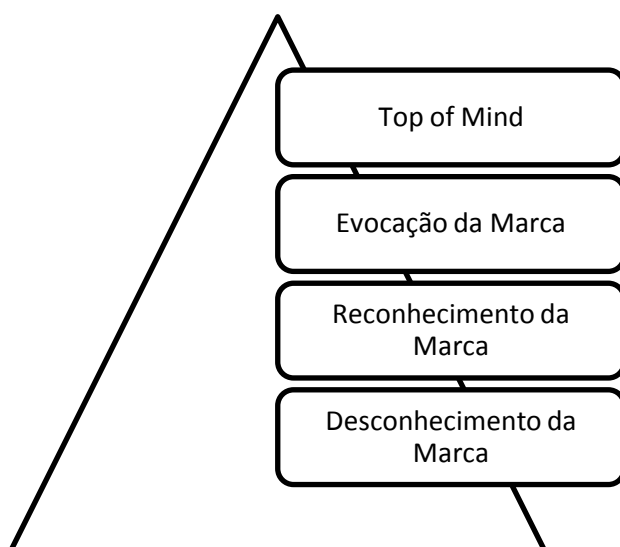 Top of Mind
Evocação da Marca
Reconhecimento da
Marca
Desconhecimento da
Marca